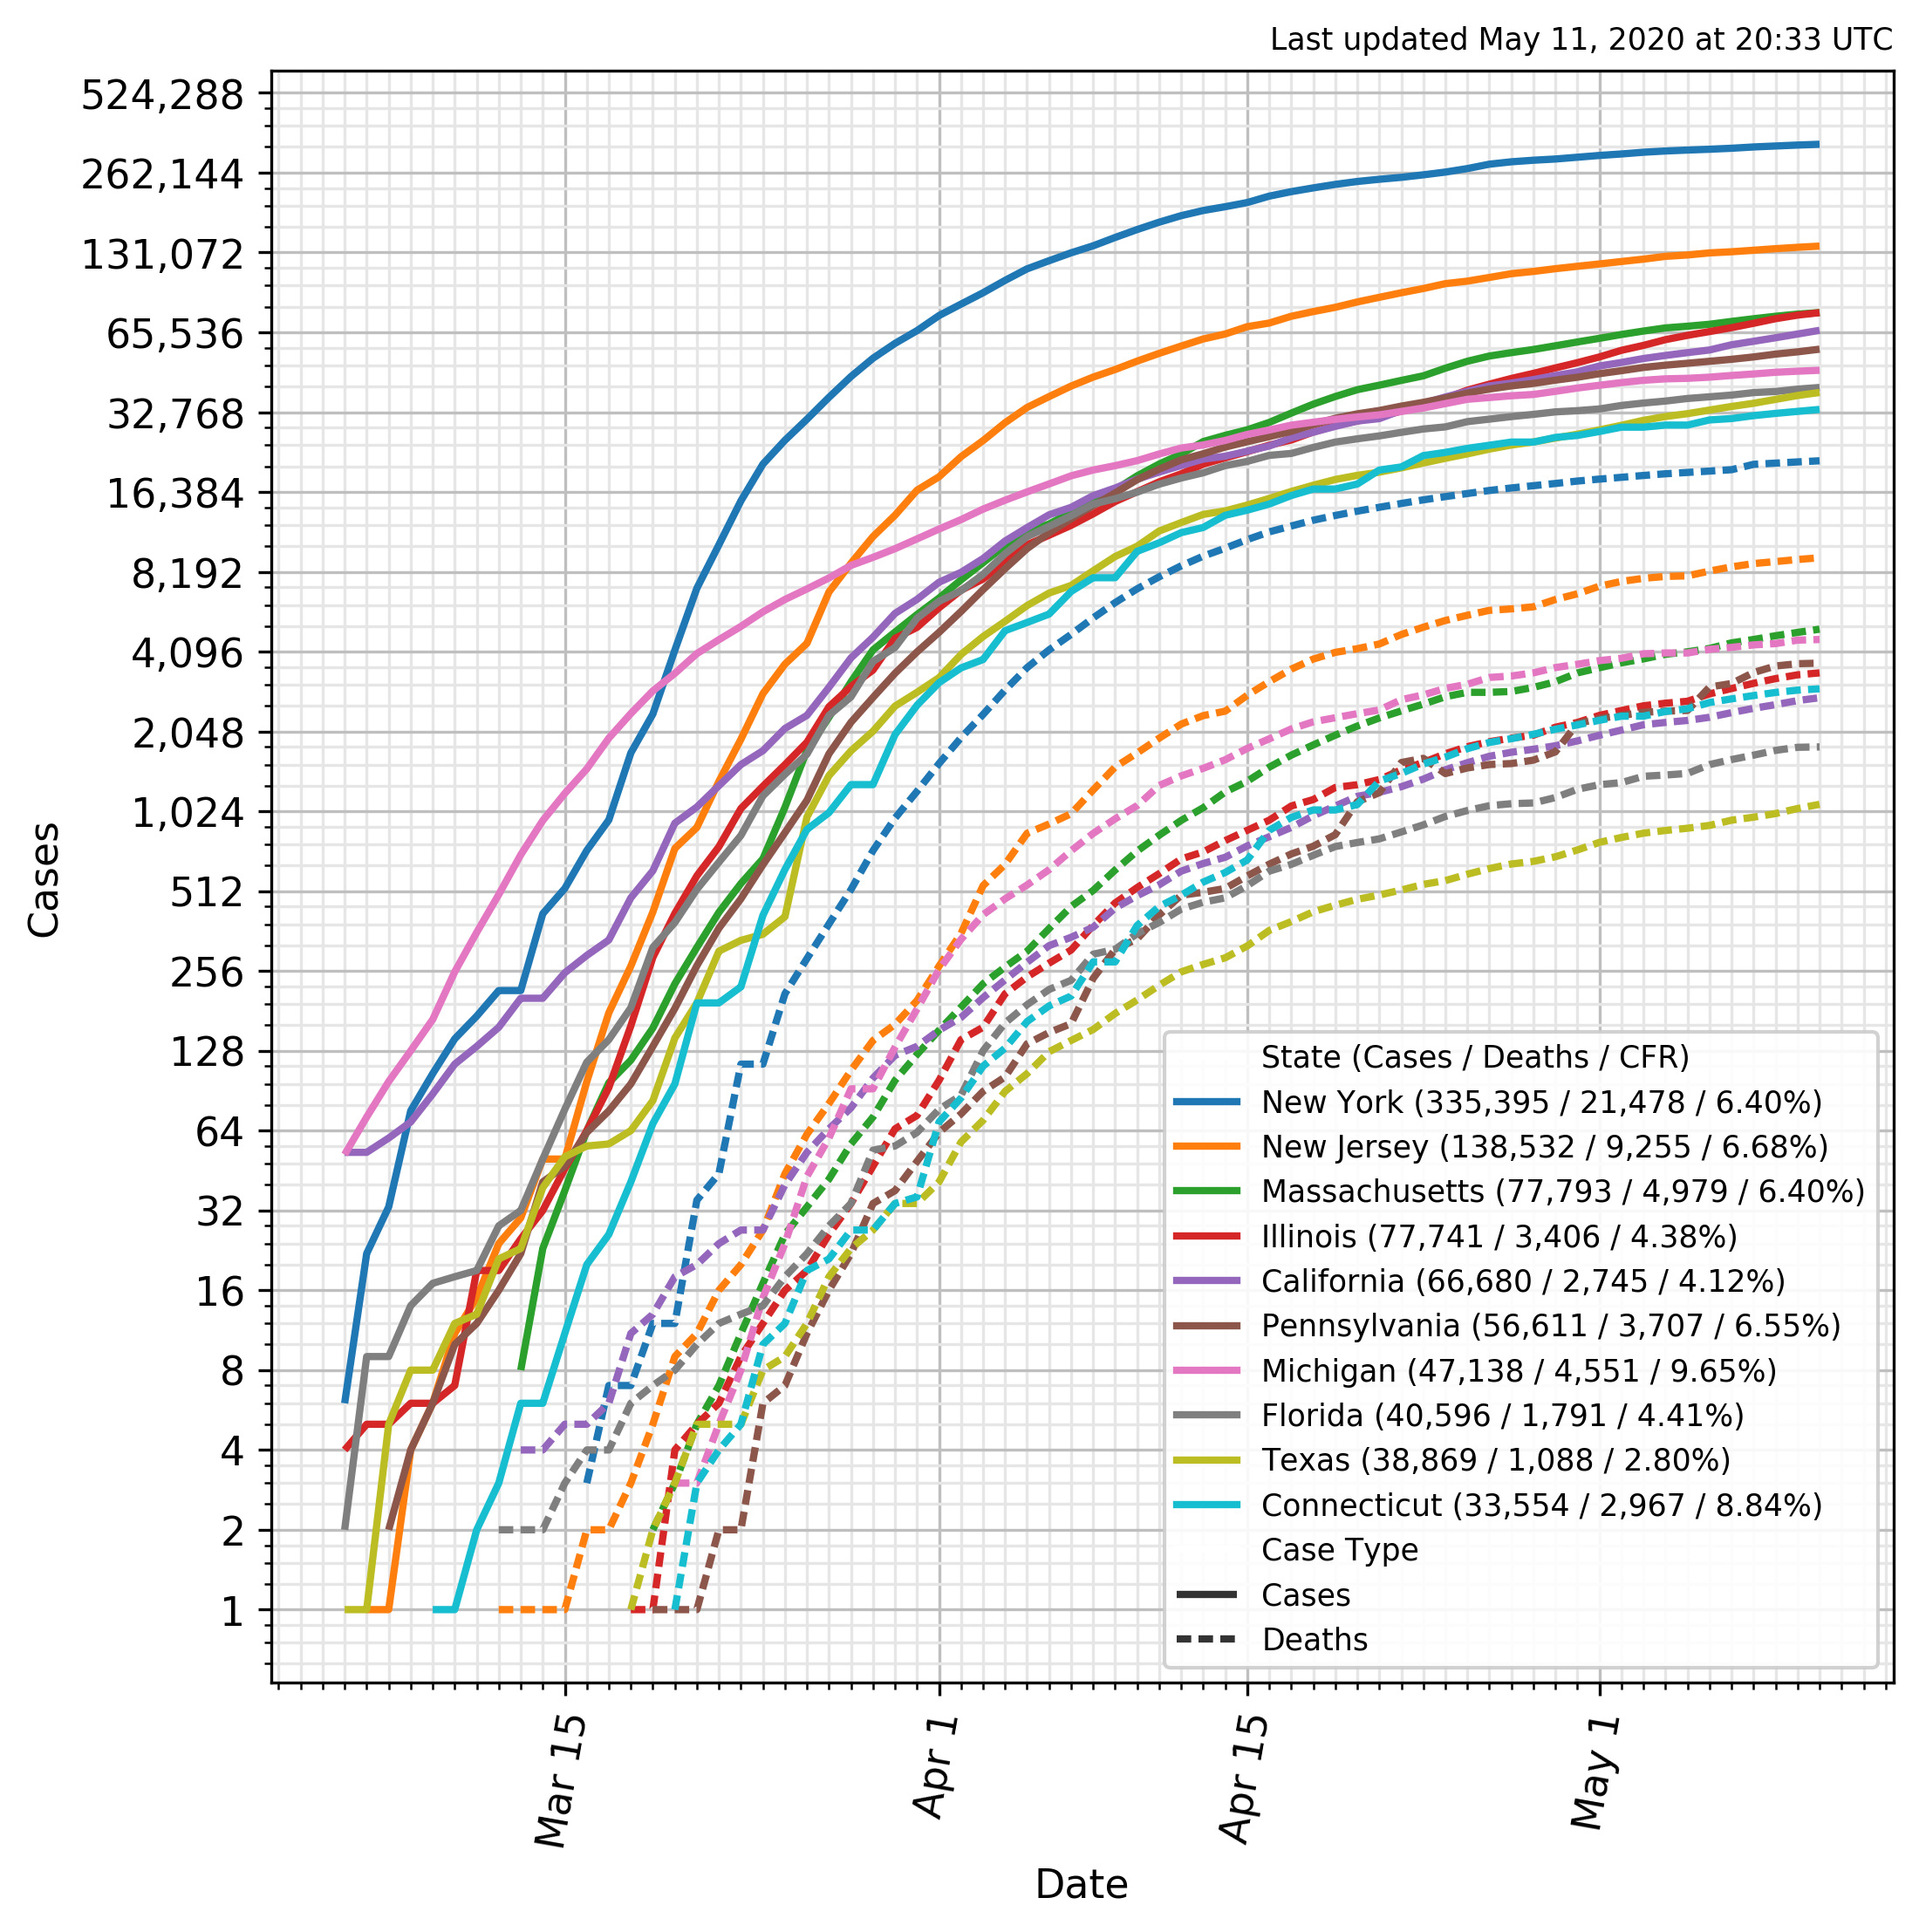 Last updated May 11, 2020 at 20:33 UTC
524,288
262,144
131,072
65,536
32,768
16,384
8,192
4,096
2,048
1,024
512
256
128
64
32
16
8
4
2
1
Cases
State (Cases / Deaths / CFR)
New York (335,395 / 21,478 / 6.40%)
New Jersey (138,532 / 9,255 / 6.68%)
Massachusetts (77,793 / 4,979 / 6.40%)
Illinois (77,741 / 3,406 / 4.38%)
California (66,680 / 2,745 / 4.12%)
Pennsylvania (56,611 / 3,707 / 6.55%)
Michigan (47,138 / 4,551 / 9.65%)
Florida (40,596 / 1,791 / 4.41%)
Texas (38,869 / 1,088 / 2.80%)
Connecticut (33,554 / 2,967 / 8.84%)
Case Type
Cases
Deaths
Mar 15
Apr 1
Apr 15
May 1
Date